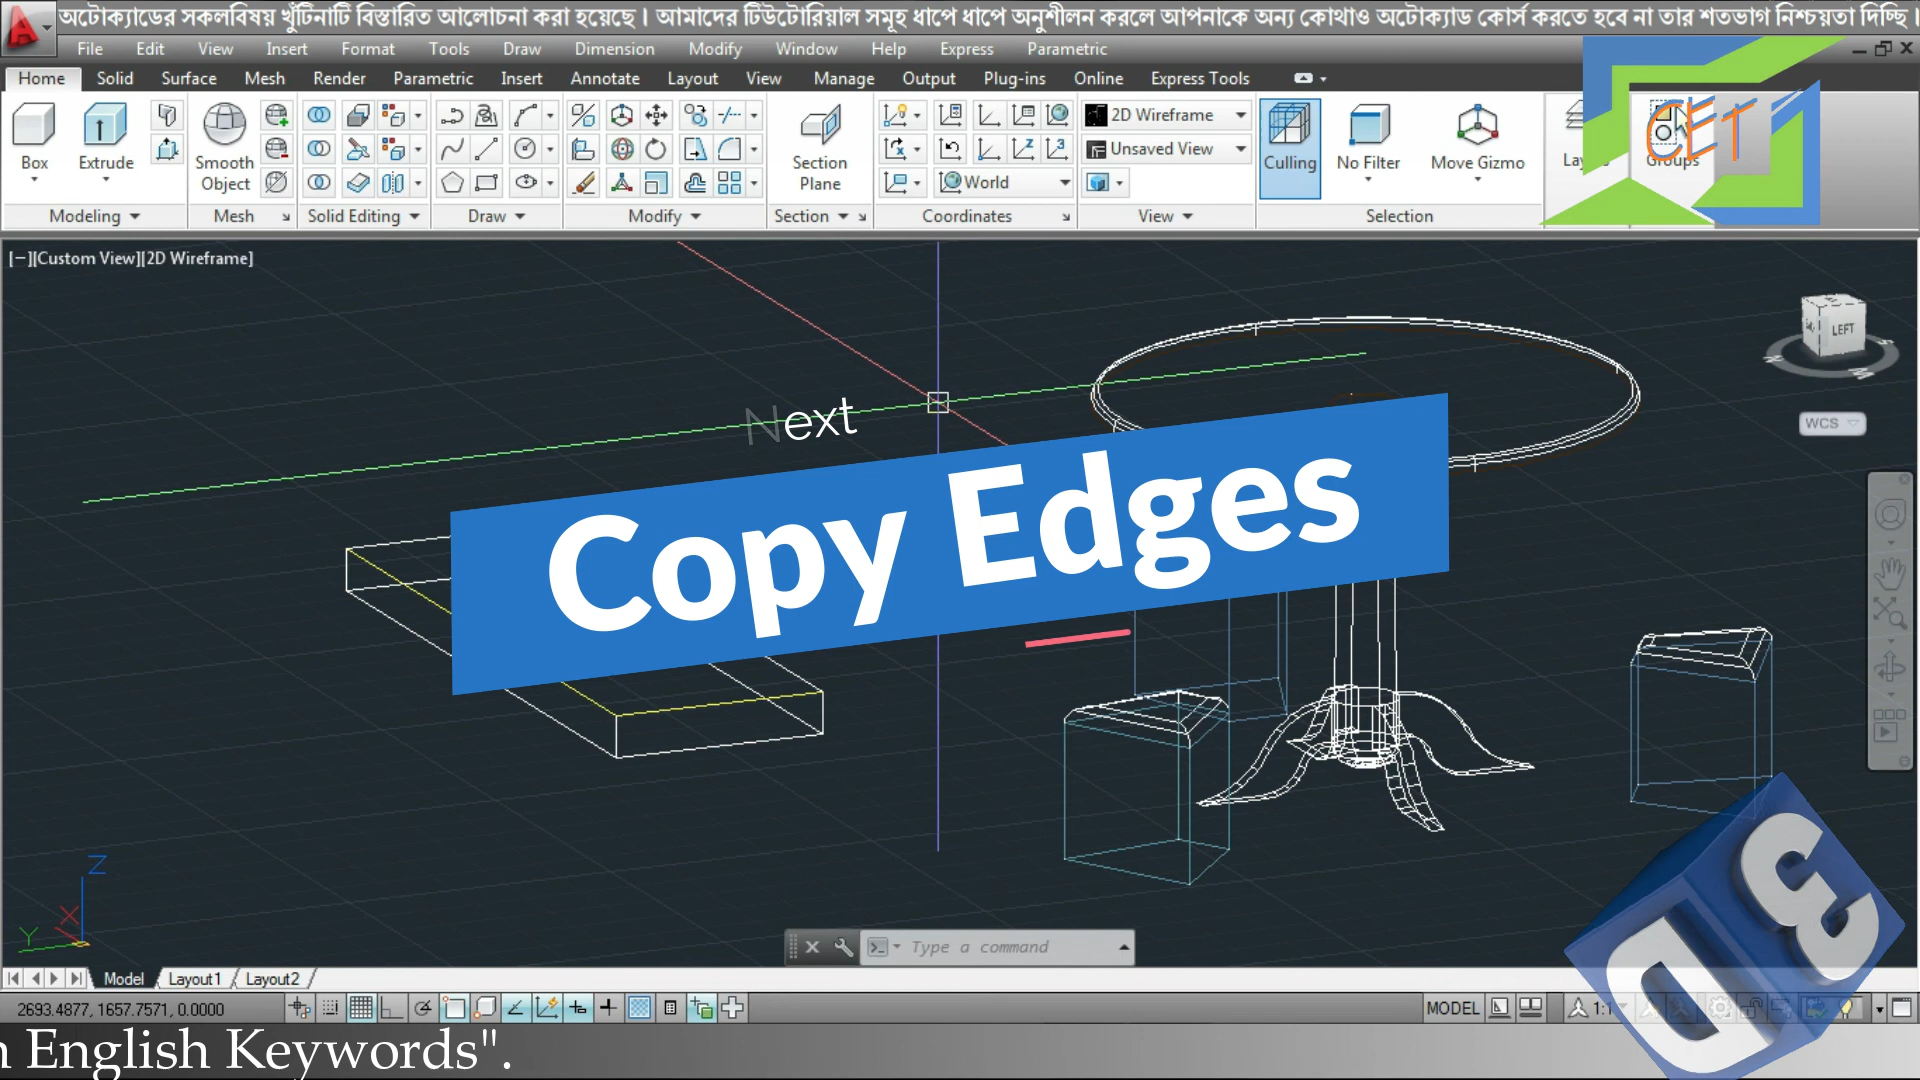 অটোক্যাডের সকলবিষয় খুঁটিনাটি বিস্তারিত আলোচনা করা হয়েছে। আমাদের টিউটোরিয়াল সমূহ ধাপে ধাপে অনুশীলন করলে আপনাকে অন্য কোথাও অটোক্যাড কোর্স করতে হবে না তার শতভাগ নিশ্চয়তা দিচ্ছি।
File Edit View Insert Format Tools Draw Dimension Modify Window Help Express Parametric
Home Solid Surface Mesh Render Parametric Insert Annotate Layout View Manage Output Plug-ins Online Express Tools
Box Extrude Smooth Object Section Plane 2D Wireframe Unsaved View World Culling No Filter Move Gizmo Groups
CET
Modeling Mesh Solid Editing Draw Modify Section Coordinates View Selection
[−][Custom View][2D Wireframe]
LEFT
WCS
Next
Copy Edges
Z
X
Y
Type a command
3D
Model Layout1 Layout2
2693.4877, 1657.7571, 0.0000 MODEL 1:1
English Keywords".